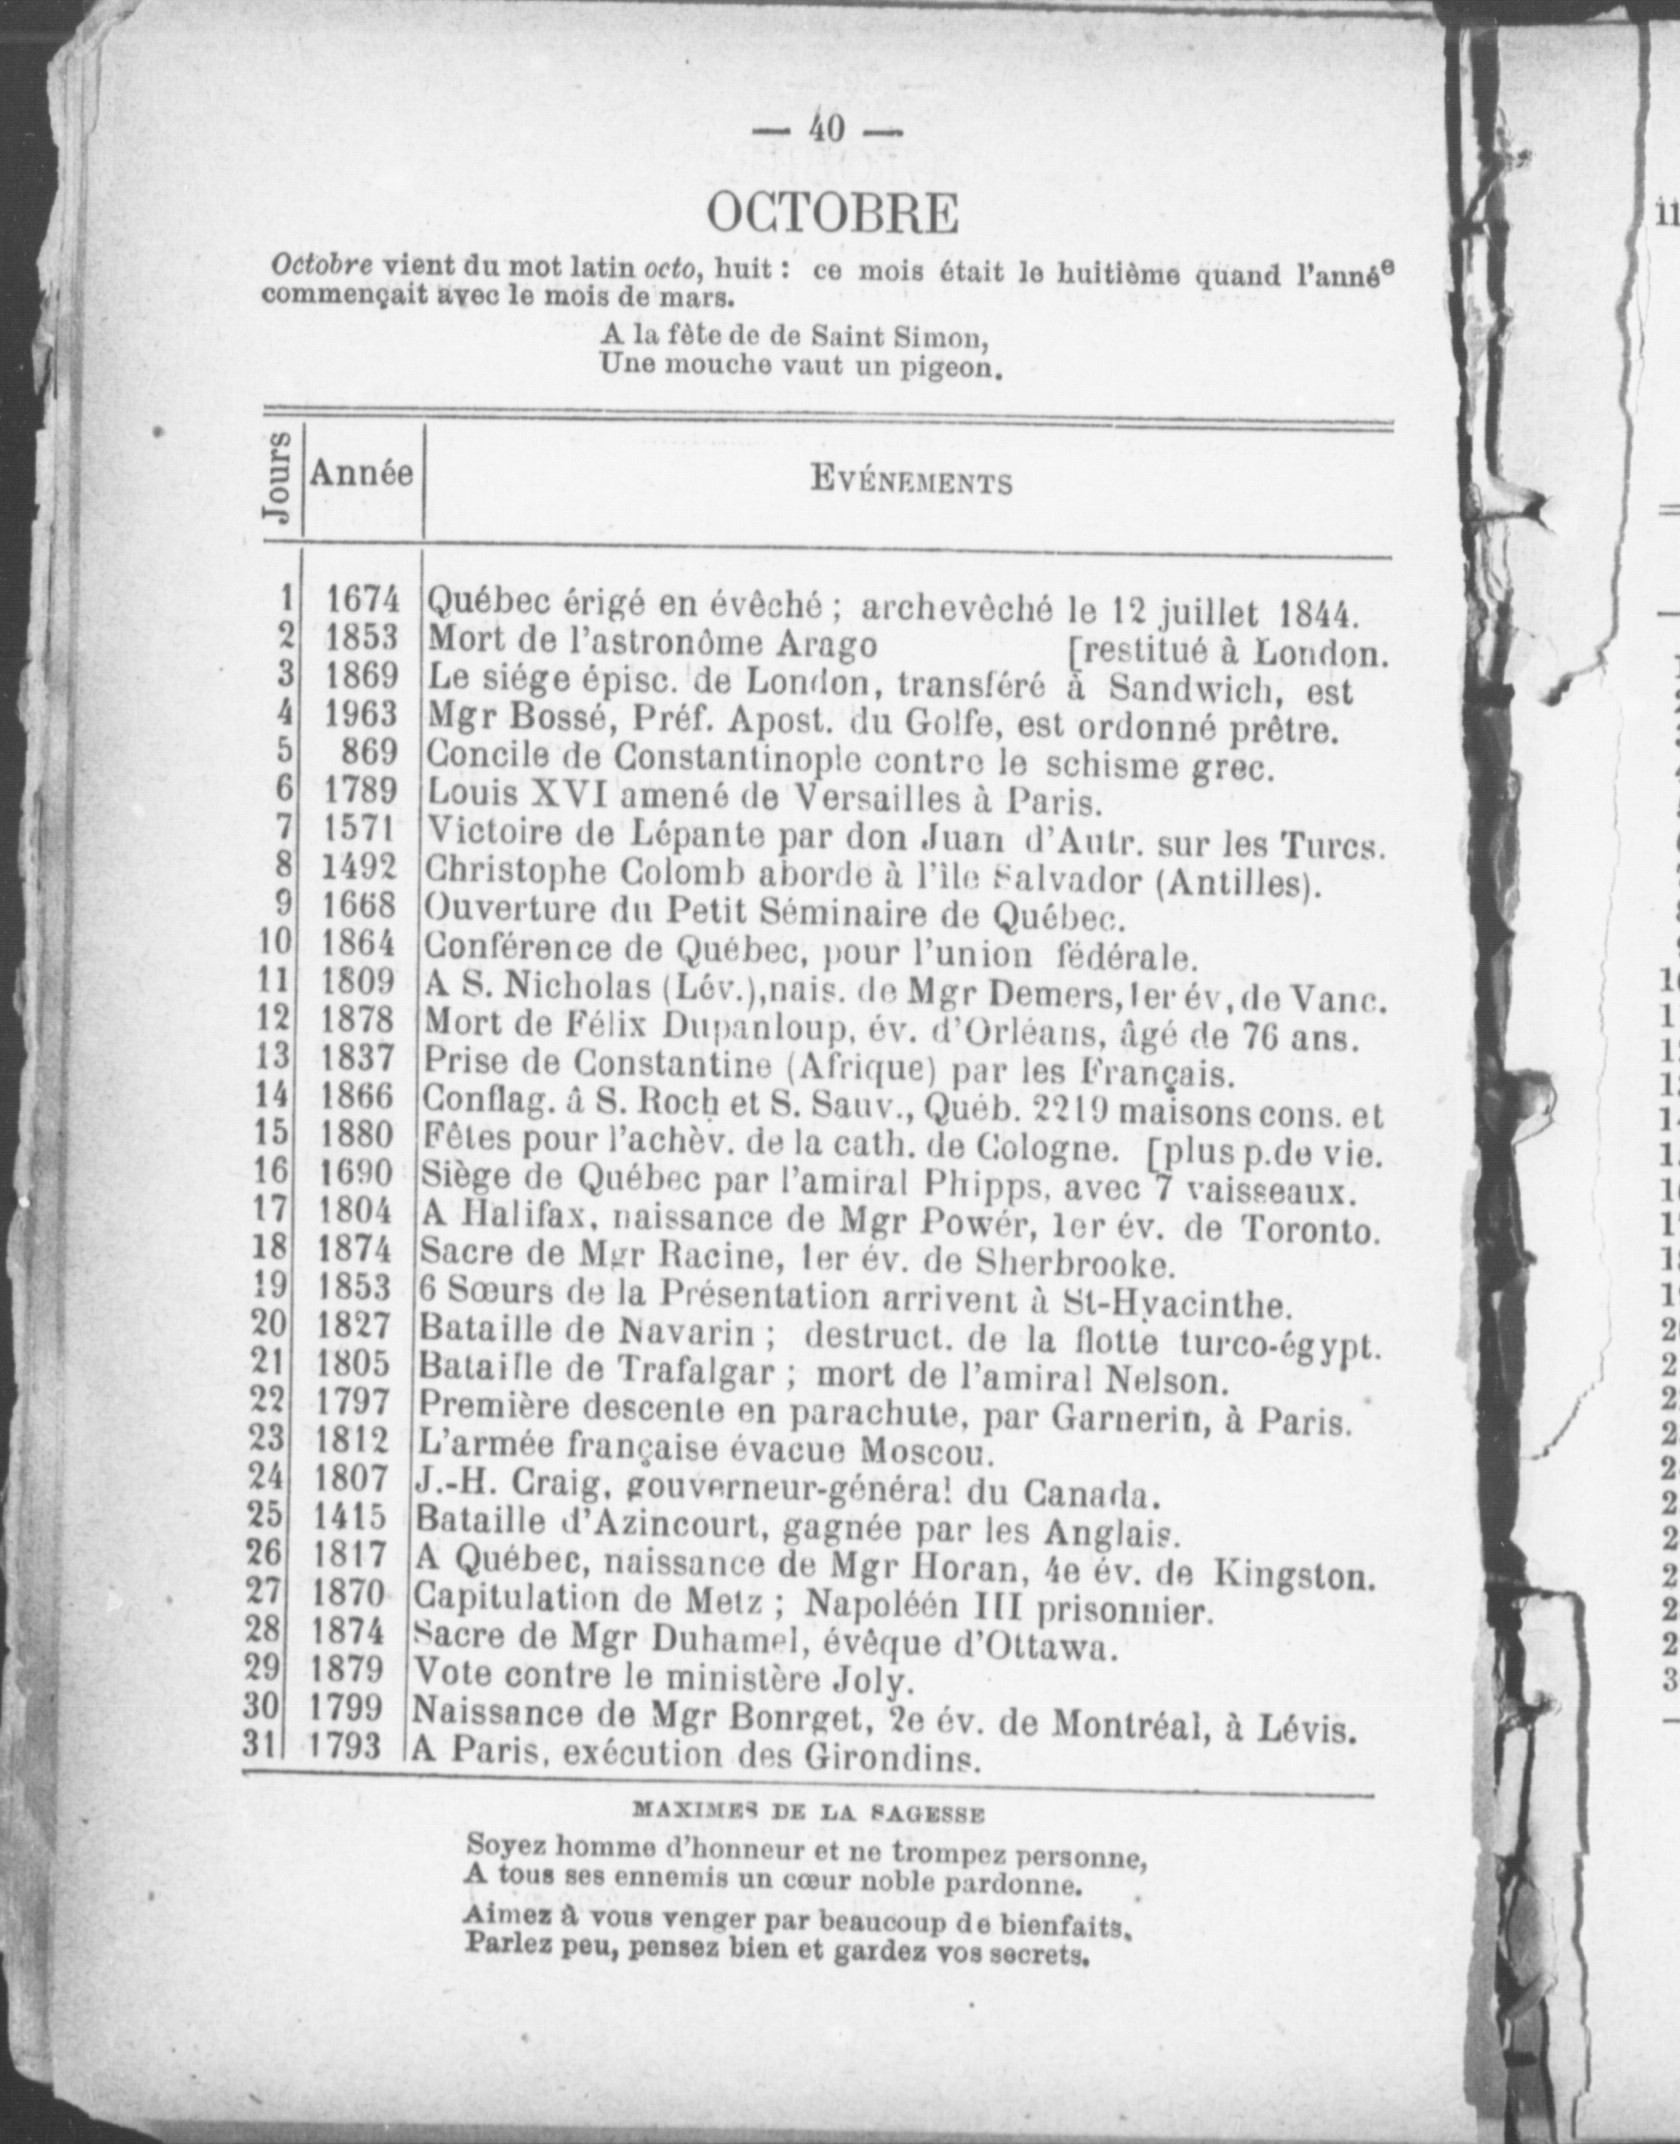 — 40 —
OCTOBRE
Octobre vient du mot latin octo, huit : ce mois était le huitième quand l'année
commençait avec le mois de mars.
A la fête de de Saint Simon,
Une mouche vaut un pigeon.
Jours Année EVÉNEMENTS
1 1674 Québec érigé en évêché ; archevêché le 12 juillet 1844.
2 1853 Mort de l'astronôme Arago [restitué à London.
3 1869 Le siége épisc. de London, transféré à Sandwich, est
4 1963 Mgr Bossé, Préf. Apost. du Golfe, est ordonné prêtre.
5 869 Concile de Constantinople contre le schisme grec.
6 1789 Louis XVI amené de Versailles à Paris.
7 1571 Victoire de Lépante par don Juan d'Autr. sur les Turcs.
8 1492 Christophe Colomb aborde à l'île Salvador (Antilles).
9 1668 Ouverture du Petit Séminaire de Québec.
10 1864 Conférence de Québec, pour l'union fédérale.
11 1809 A S. Nicholas (Lév.),nais. de Mgr Demers,1er év,de Vanc.
12 1878 Mort de Félix Dupanloup, év. d'Orléans, âgé de 76 ans.
13 1837 Prise de Constantine (Afrique) par les Français.
14 1866 Conflag. â S. Roch et S. Sauv., Québ. 2219 maisons cons. et
15 1880 Fêtes pour l'achèv. de la cath. de Cologne. [plus p.de vie.
16 1690 Siège de Québec par l'amiral Phipps, avec 7 vaisseaux.
17 1804 A Halifax, naissance de Mgr Powér, 1er év. de Toronto.
18 1874 Sacre de Mgr Racine, 1er év. de Sherbrooke.
19 1853 6 Sœurs de la Présentation arrivent à St-Hyacinthe.
20 1827 Bataille de Navarin ; destruct. de la flotte turco-égypt.
21 1805 Bataille de Trafalgar ; mort de l'amiral Nelson.
22 1797 Première descente en parachute, par Garnerin, à Paris.
23 1812 L'armée française évacue Moscou.
24 1807 J.-H. Craig, gouverneur-général du Canada.
25 1415 Bataille d'Azincourt, gagnée par les Anglais.
26 1817 A Québec, naissance de Mgr Horan, 4e év. de Kingston.
27 1870 Capitulation de Metz ; Napoléén III prisonnier.
28 1874 Sacre de Mgr Duhamel, évêque d'Ottawa.
29 1879 Vote contre le ministère Joly.
30 1799 Naissance de Mgr Bonrget, 2e év. de Montréal, à Lévis.
31 1793 A Paris, exécution des Girondins.
MAXIMES DE LA SAGESSE
Soyez homme d'honneur et ne trompez personne,
A tous ses ennemis un cœur noble pardonne.
Aimez à vous venger par beaucoup de bienfaits,
Parlez peu, pensez bien et gardez vos secrets.